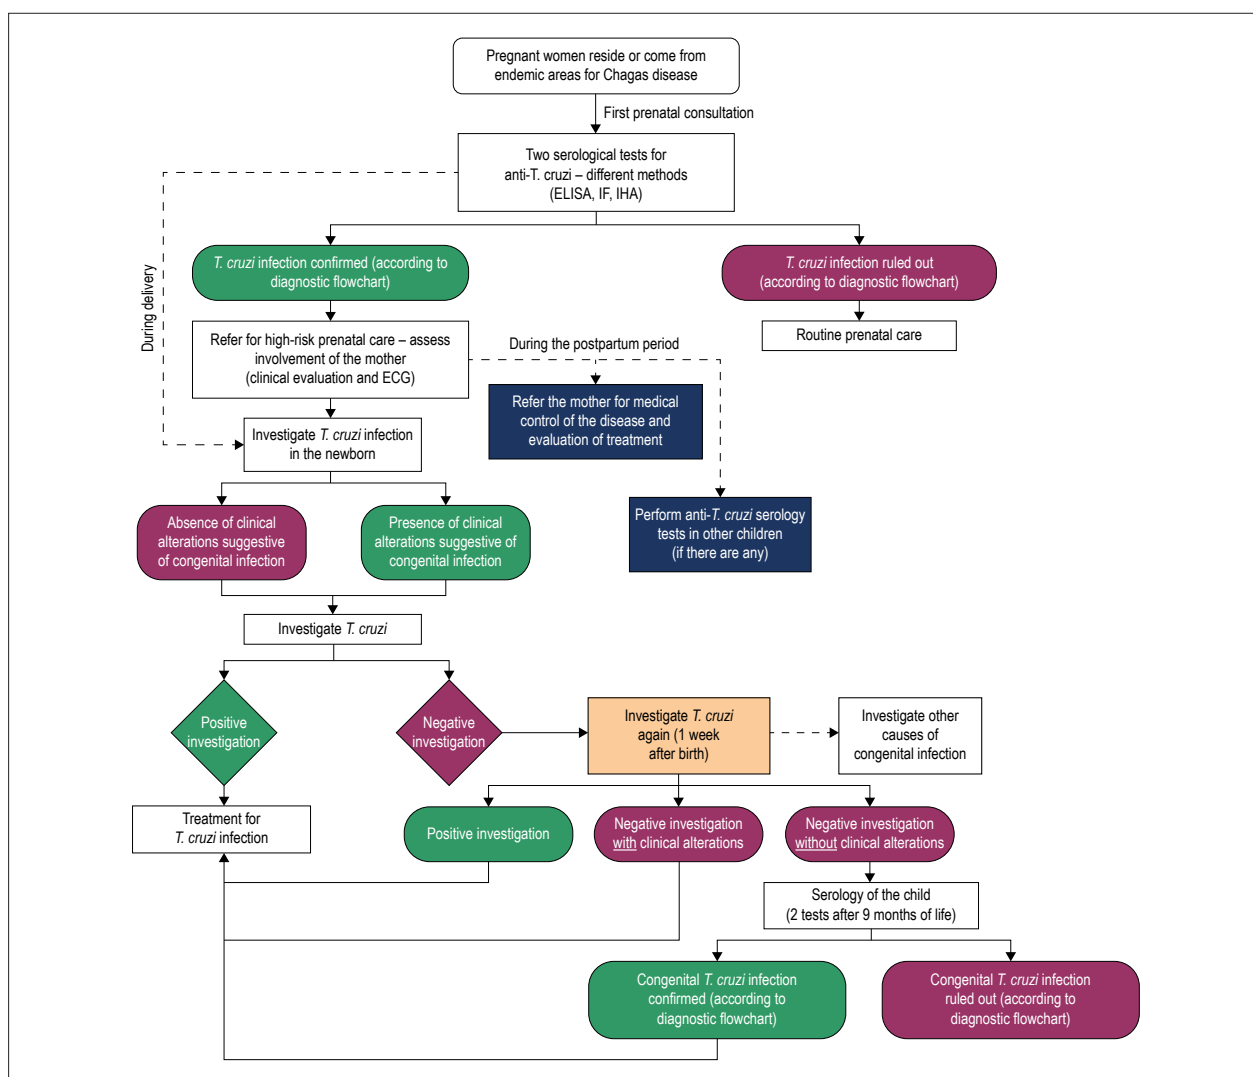 Pregnant women reside or come from
endemic areas for Chagas disease
First prenatal consultation
Two serological tests for
anti-T. cruzi – different methods
(ELISA, IF, IHA)
During delivery
T. cruzi infection confirmed (according to
diagnostic flowchart)
T. cruzi infection ruled out
(according to diagnostic flowchart)
Refer for high-risk prenatal care – assess
involvement of the mother
(clinical evaluation and ECG)
Routine prenatal care
During the postpartum period
Refer the mother for medical
control of the disease and
evaluation of treatment
Investigate T. cruzi infection
in the newborn
Absence of clinical
alterations suggestive
of congenital infection
Presence of clinical
alterations suggestive of
congenital infection
Perform anti-T. cruzi serology
tests in other children
(if there are any)
Investigate T. cruzi
Positive
investigation
Negative
investigation
Investigate T. cruzi
again (1 week
after birth)
Investigate other
causes of
congenital infection
Treatment for
T. cruzi infection
Positive investigation
Negative investigation
with clinical alterations
Negative investigation
without clinical alterations
Serology of the child
(2 tests after 9 months of life)
Congenital T. cruzi infection
confirmed (according to
diagnostic flowchart)
Congenital T. cruzi infection
ruled out (according to
diagnostic flowchart)